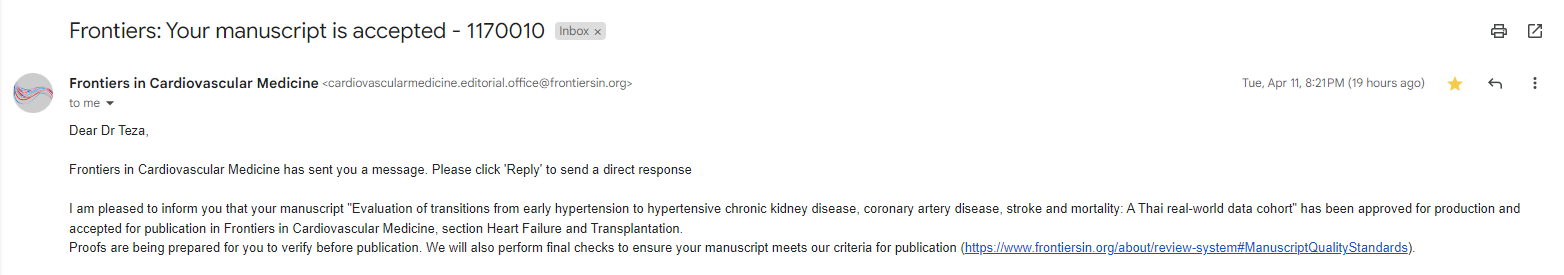 Frontiers: Your manuscript is accepted - 1170010 Inbox ×
Frontiers in Cardiovascular Medicine <cardiovascularmedicine.editorial.office@frontiersin.org> Tue, Apr 11, 8:21 PM (19 hours ago)
to me
Dear Dr Teza,
Frontiers in Cardiovascular Medicine has sent you a message. Please click 'Reply' to send a direct response
I am pleased to inform you that your manuscript "Evaluation of transitions from early hypertension to hypertensive chronic kidney disease, coronary artery disease, stroke and mortality: A Thai real-world data cohort" has been approved for production and
accepted for publication in Frontiers in Cardiovascular Medicine, section Heart Failure and Transplantation.
Proofs are being prepared for you to verify before publication. We will also perform final checks to ensure your manuscript meets our criteria for publication (https://www.frontiersin.org/about/review-system#ManuscriptQualityStandards).